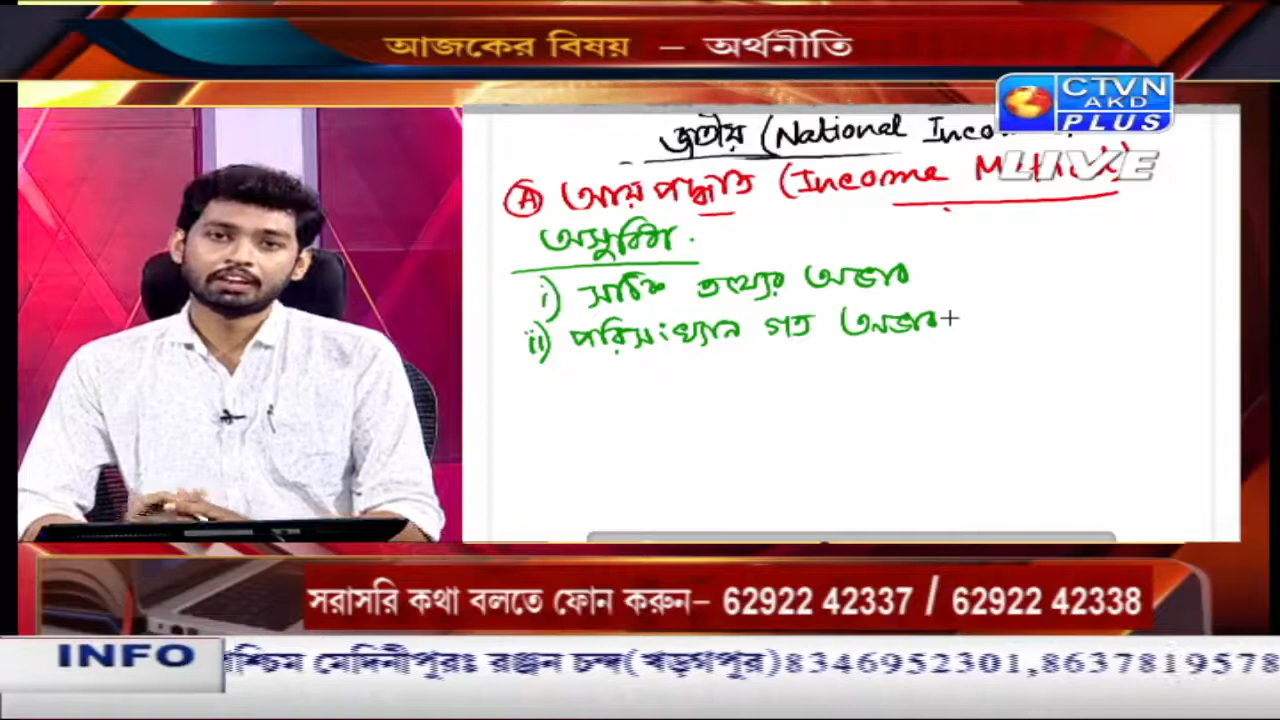 আজকের বিষয় – অর্থনীতি
CTVN
AKD
PLUS
LIVE
জাতীয় (National
A আয় পদ্ধতি (Income
অসুবিধা
i) সঠিক তথ্যের অভাব
ii) পরিসংখ্যান গত অভাব
সরাসরি কথা বলতে ফোন করুন– 62922 42337 / 62922 42338
INFO
মেদিনীপুরঃ রঞ্জন চন্দ(খড়গপুর)8346952301,8637819578